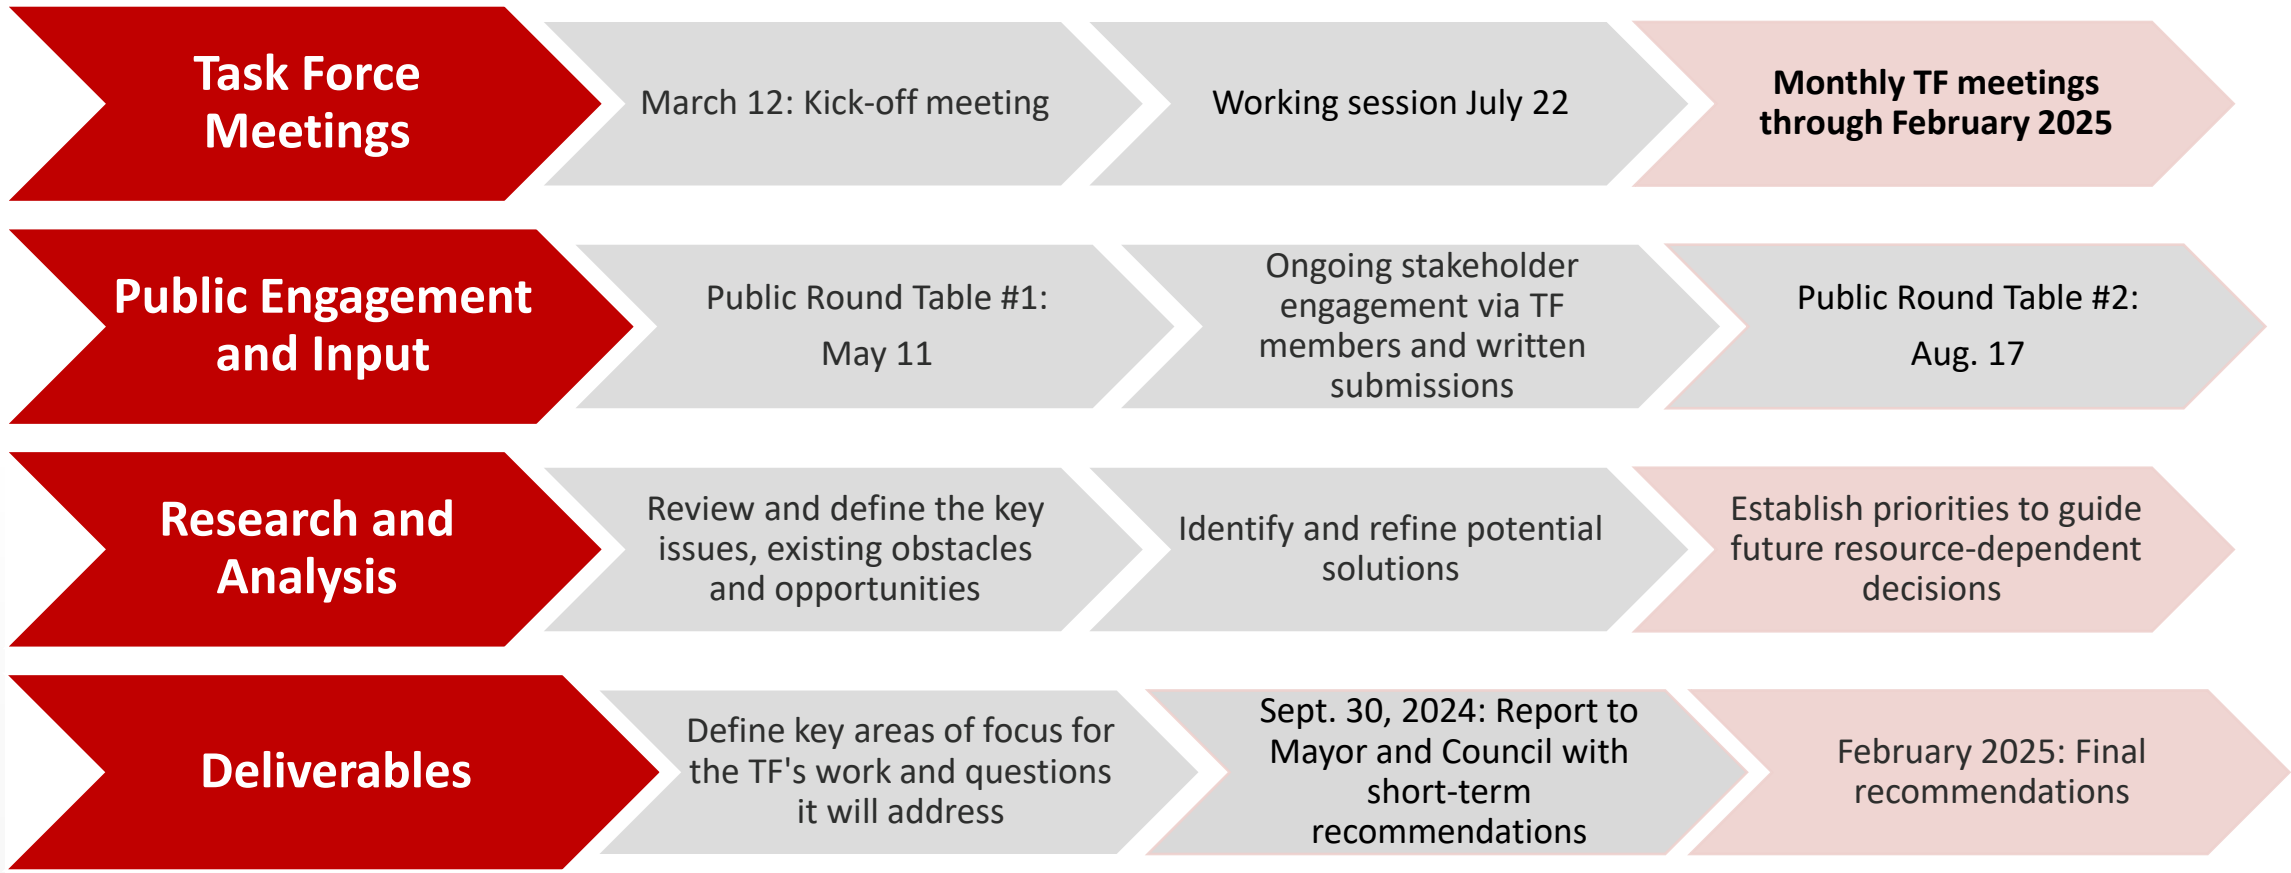 Task Force
Meetings
March 12: Kick-off meeting
Working session July 22
Monthly TF meetings
through February 2025
Public Engagement
and Input
Public Round Table #1:
May 11
Ongoing stakeholder
engagement via TF
members and written
submissions
Public Round Table #2:
Aug. 17
Research and
Analysis
Review and define the key
issues, existing obstacles
and opportunities
Identify and refine potential
solutions
Establish priorities to guide
future resource-dependent
decisions
Deliverables
Define key areas of focus for
the TF's work and questions
it will address
Sept. 30, 2024: Report to
Mayor and Council with
short-term
recommendations
February 2025: Final
recommendations